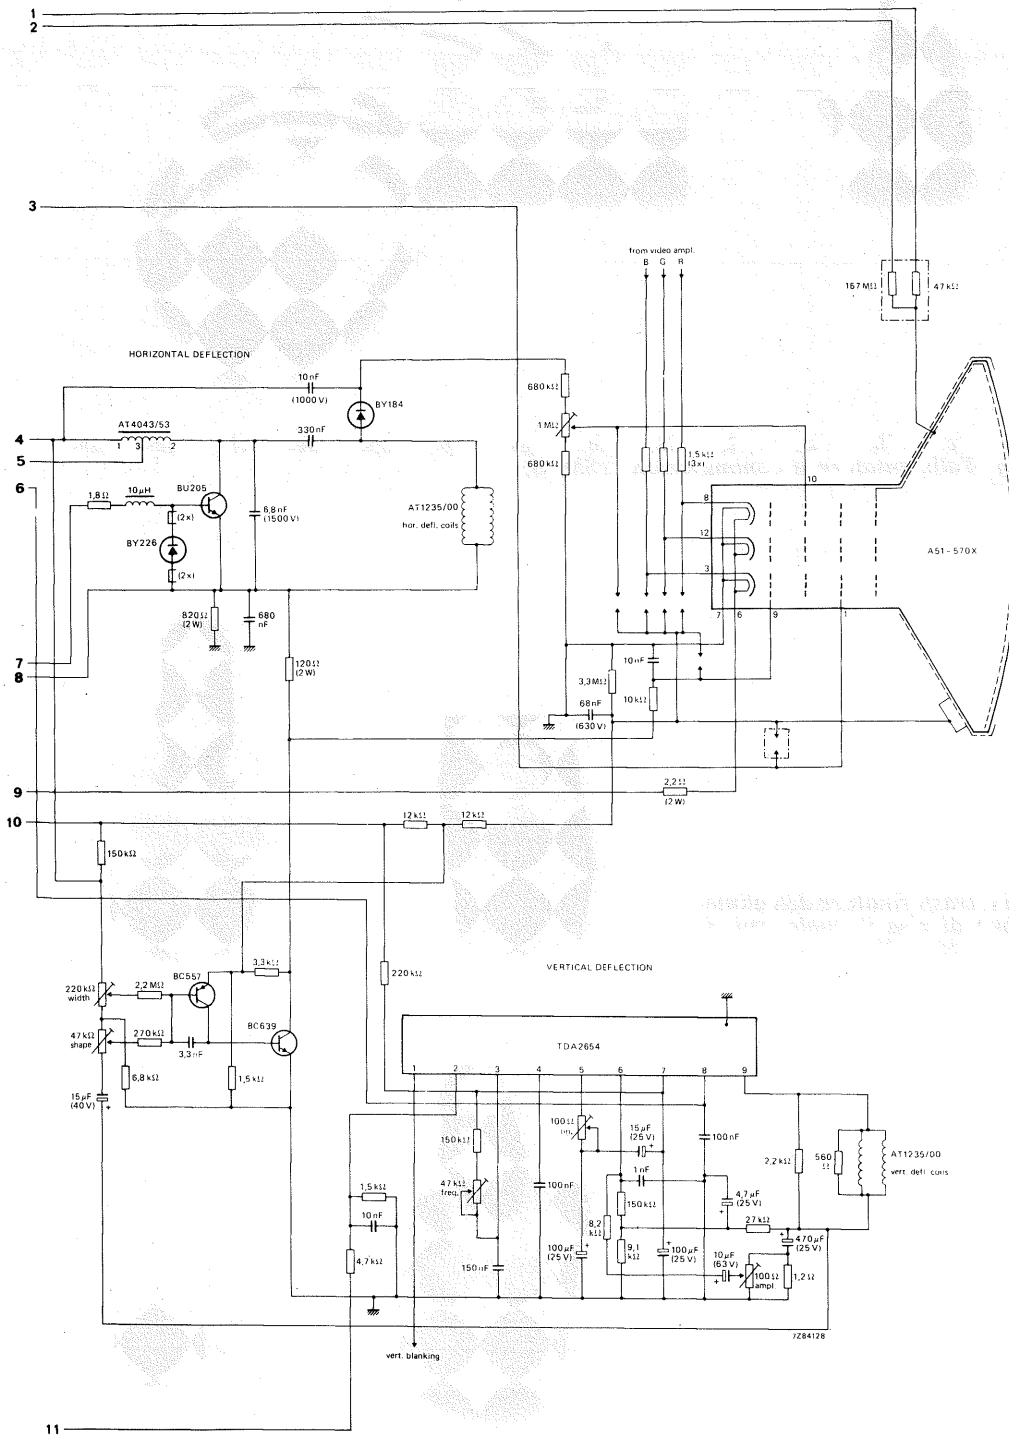 1
2
3
from video ampl.
B G R
167 MΩ
47 kΩ
HORIZONTAL DEFLECTION
10 nF
(1000 V)
BY184
680 kΩ
1 MΩ
680 kΩ
1,5 kΩ
(3x)
AT4043/53
330nF
4
1 3 2
5
6
10 µH
1,8 Ω
BU205
(2x)
BY226
(2x)
6,8 nF
(1500 V)
AT1235/00
hor. defl. coils
10
8
12
3
7 6 9 1
A51-570X
820 Ω
(2 W)
680
nF
7
8
120 Ω
(2 W)
10 nF
3,3 MΩ
10 kΩ
68 nF
(630 V)
9
2,2 Ω
(2 W)
10
12 kΩ
12 kΩ
150 kΩ
220 kΩ
VERTICAL DEFLECTION
3,3 kΩ
BC557
220 kΩ
width
2,2 MΩ
47 kΩ
shape
270 kΩ
3,3 nF
BC639
6,8 kΩ
1,5 kΩ
15 µF
(40 V)
TDA2654
1 2 3 4 5 6 7 8 9
100 Ω
lin.
15 µF
(25 V)
100 nF
150 kΩ
47 kΩ
freq.
1 nF
150 kΩ
4,7 µF
(25 V)
2,2 kΩ
560
Ω
AT1235/00
vert. defl. coils
1,5 kΩ
10 nF
100 nF
8,2
kΩ
9,1
kΩ
27 kΩ
470 µF
(25 V)
4,7 kΩ
150 nF
100 µF
(25 V)
100 µF
(25 V)
10 µF
(63 V)
100 Ω
ampl.
1,2 Ω
7Z84128
vert. blanking
11